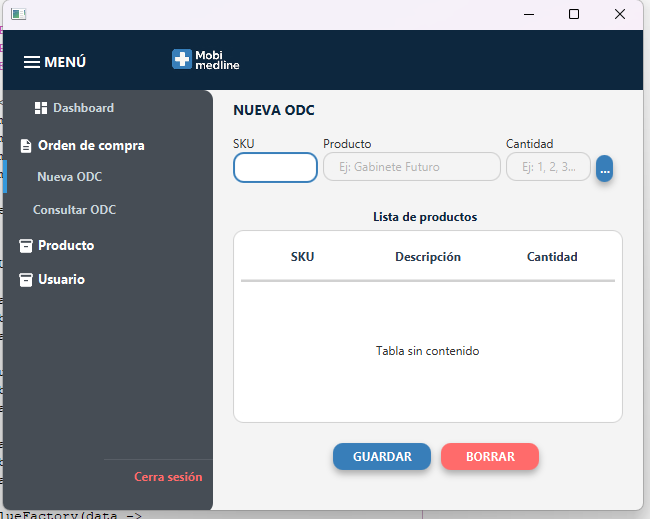 MENÚ
Mobi
medline
Dashboard
NUEVA ODC
SKU Producto Cantidad
Orden de compra
Ej: Gabinete Futuro Ej: 1, 2, 3... ...
Nueva ODC
Consultar ODC
Lista de productos
Producto
SKU Descripción Cantidad
Usuario
Tabla sin contenido
GUARDAR BORRAR
Cerra sesión
lueFactory(data ->